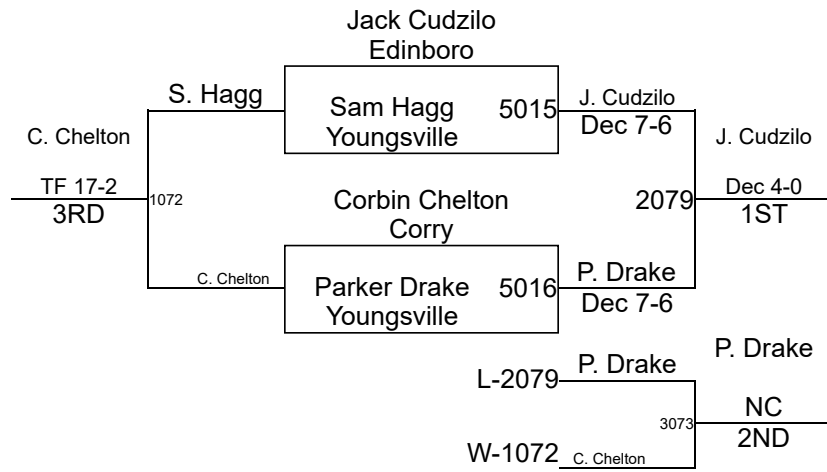 Jack Cudzilo
Edinboro
S. Hagg
Sam Hagg
Youngsville
5015
J. Cudzilo
Dec 7-6
C. Chelton
TF 17-2
3RD
1072
J. Cudzilo
Dec 4-0
1ST
2079
Corbin Chelton
Corry
C. Chelton
Parker Drake
Youngsville
5016
P. Drake
Dec 7-6
L-2079
P. Drake
P. Drake
NC
2ND
3073
W-1072
C. Chelton